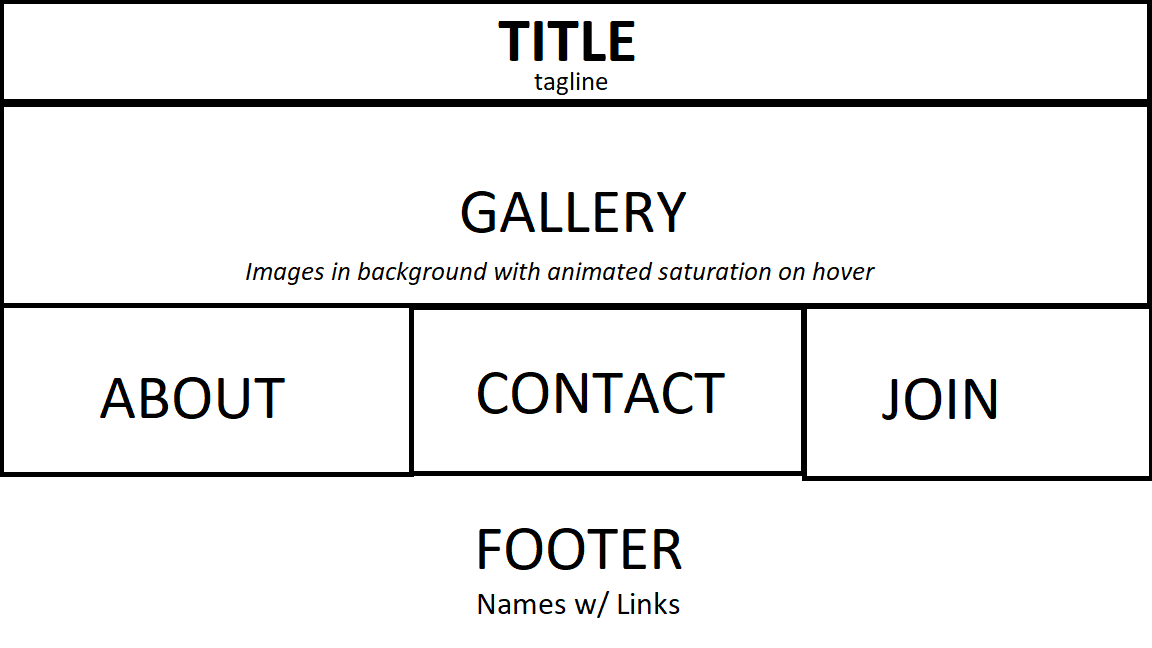 TITLE
tagline
GALLERY
Images in background with animated saturation on hover
ABOUT
CONTACT
JOIN
FOOTER
Names w/ Links